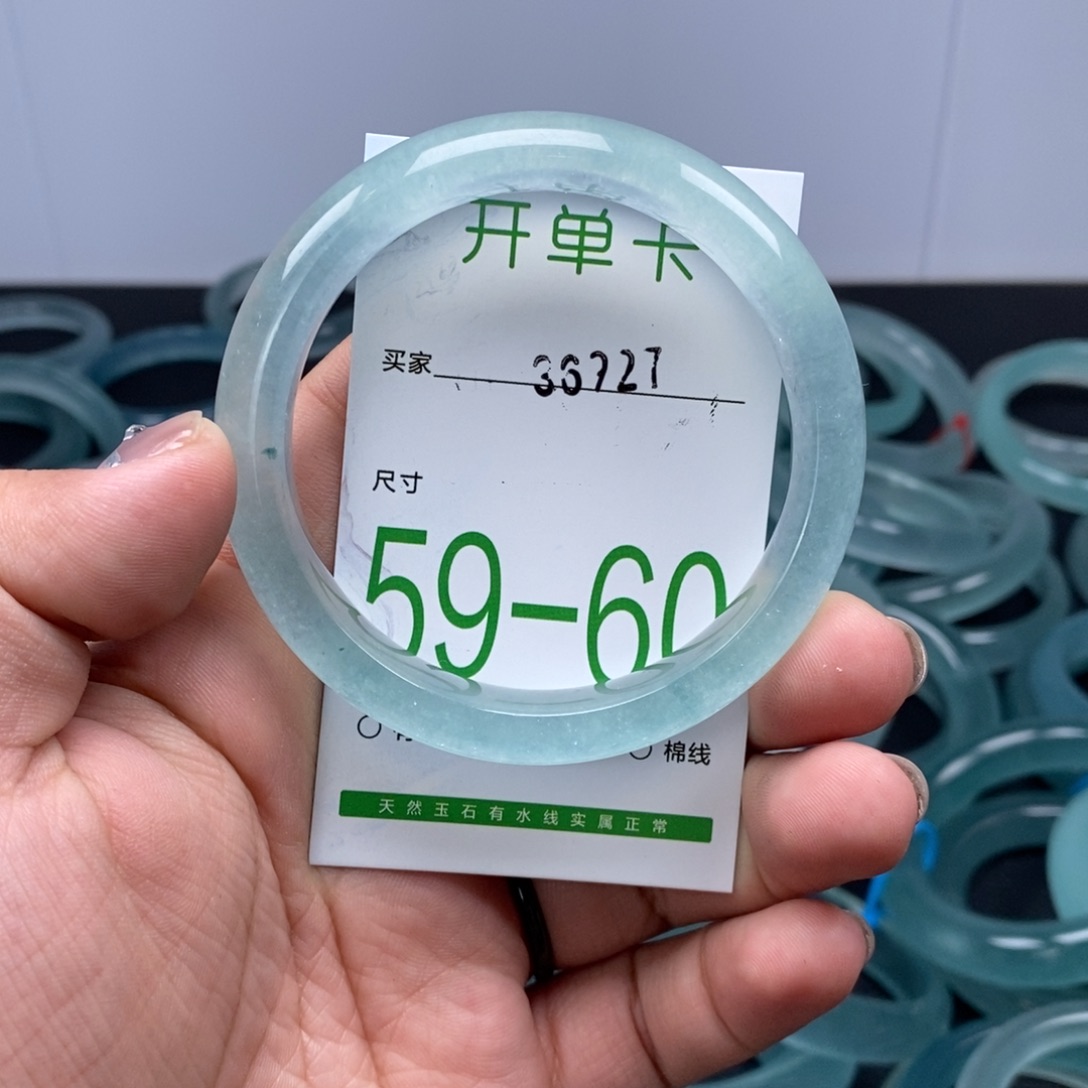 开单卡
买家 36727
尺寸
59-60
棉线
天然玉石有水线实属正常